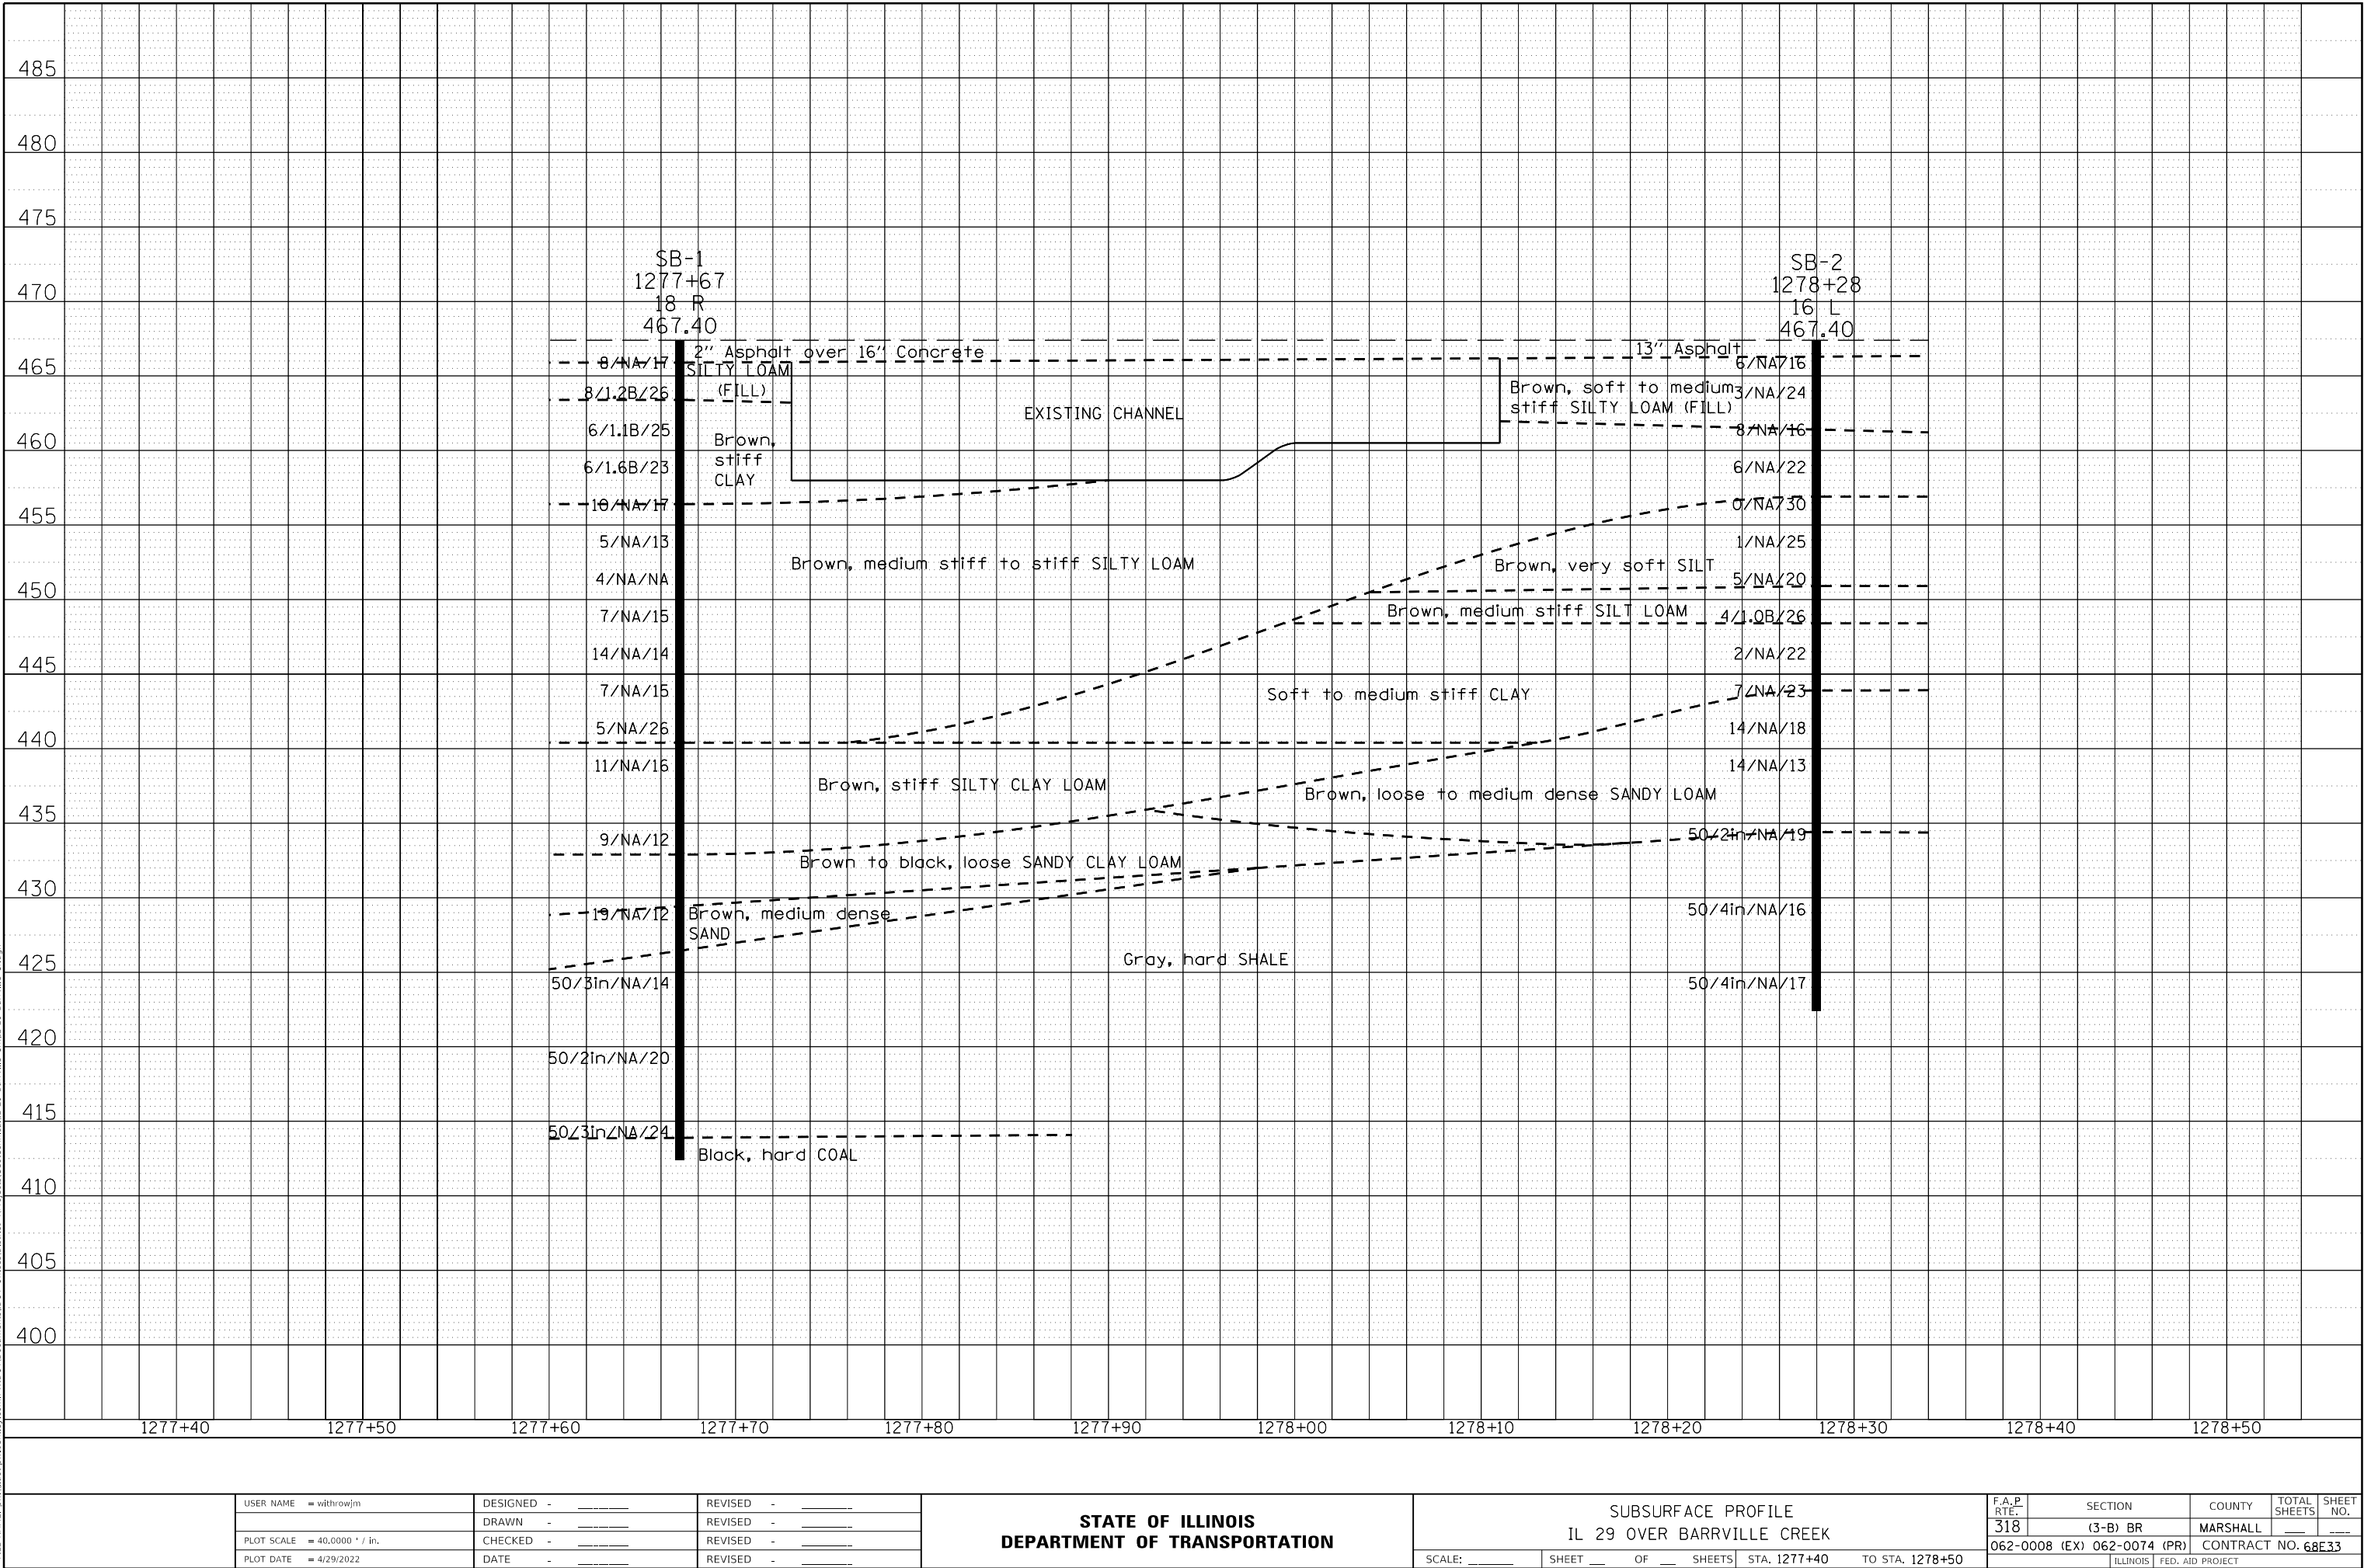 485
480
475
470
465
460
455
450
445
440
435
430
425
420
415
410
405
400
SB-1
1277+67
18 R
467.40
SB-2
1278+28
16 L
467.40
8/NA/17
8/1.2B/26
6/1.1B/25
6/1.6B/23
10/NA/17
5/NA/13
4/NA/NA
7/NA/15
14/NA/14
7/NA/15
5/NA/26
11/NA/16
9/NA/12
19/NA/12
50/3in/NA/14
50/2in/NA/20
50/3in/NA/24
2" Asphalt over 16" Concrete
SILTY LOAM
(FILL)
Brown,
stiff
CLAY
EXISTING CHANNEL
13" Asphalt
Brown, soft to medium
stiff SILTY LOAM (FILL)
Brown, medium stiff to stiff SILTY LOAM
Brown, very soft SILT
Brown, medium stiff SILT LOAM
Soft to medium stiff CLAY
Brown, stiff SILTY CLAY LOAM
Brown, loose to medium dense SANDY LOAM
Brown to black, loose SANDY CLAY LOAM
Brown, medium dense
SAND
Gray, hard SHALE
Black, hard COAL
6/NA/16
3/NA/24
8/NA/16
6/NA/22
0/NA/30
1/NA/25
5/NA/20
4/1.0B/26
2/NA/22
7/NA/23
14/NA/18
14/NA/13
50/2in/NA/19
50/4in/NA/16
50/4in/NA/17
1277+40 1277+50 1277+60 1277+70 1277+80 1277+90 1278+00 1278+10 1278+20 1278+30 1278+40 1278+50
USER NAME = withrowjm
PLOT SCALE = 40.0000 ' / in.
PLOT DATE = 4/29/2022
DESIGNED -
DRAWN -
CHECKED -
DATE -
REVISED -
REVISED -
REVISED -
REVISED -
STATE OF ILLINOIS
DEPARTMENT OF TRANSPORTATION
SUBSURFACE PROFILE
IL 29 OVER BARRVILLE CREEK
SCALE: SHEET OF SHEETS STA. 1277+40 TO STA. 1278+50
F.A.P. RTE. SECTION COUNTY TOTAL SHEETS SHEET NO.
318 (3-B) BR MARSHALL
062-0008 (EX) 062-0074 (PR) CONTRACT NO. 68E33
ILLINOIS FED. AID PROJECT